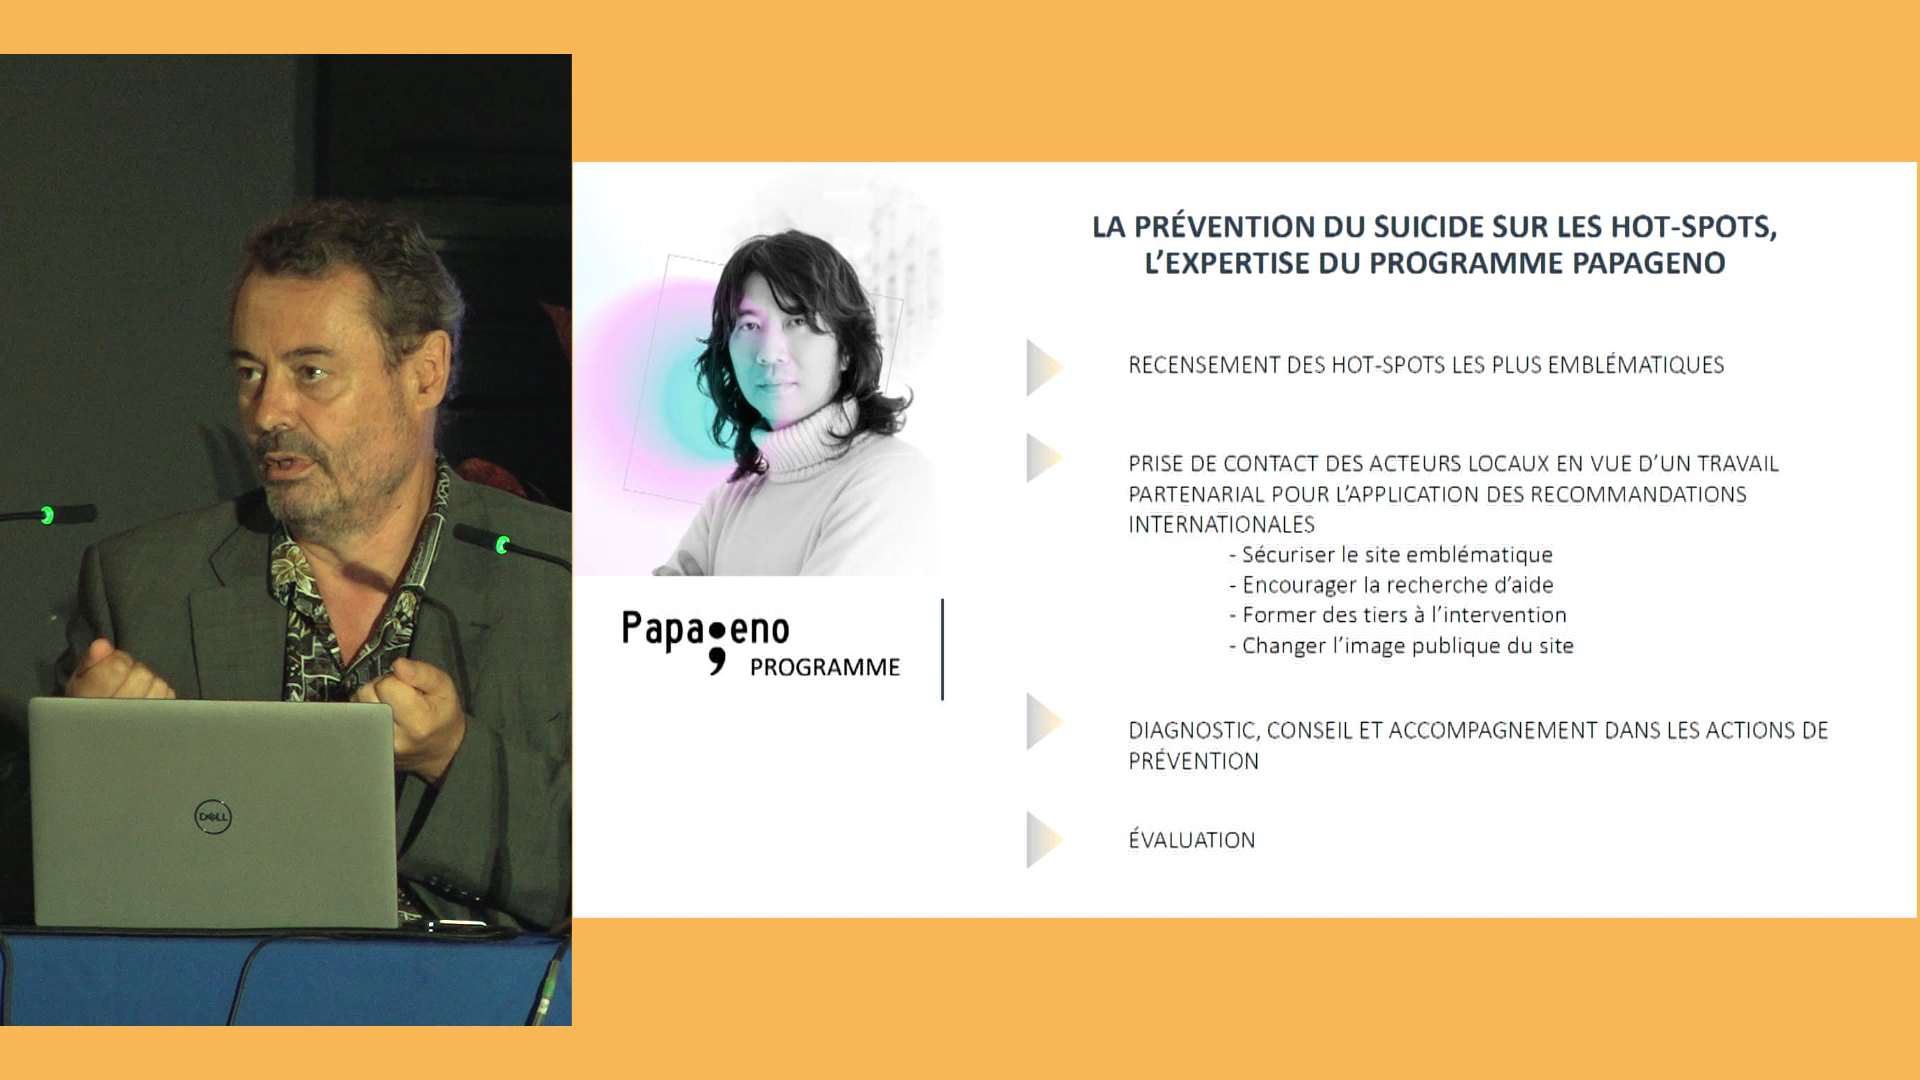 LA PRÉVENTION DU SUICIDE SUR LES HOT-SPOTS,
L’EXPERTISE DU PROGRAMME PAPAGENO
RECENSEMENT DES HOT-SPOTS LES PLUS EMBLÉMATIQUES
PRISE DE CONTACT DES ACTEURS LOCAUX EN VUE D’UN TRAVAIL
PARTENARIAL POUR L’APPLICATION DES RECOMMANDATIONS
INTERNATIONALES
- Sécuriser le site emblématique
- Encourager la recherche d’aide
- Former des tiers à l’intervention
- Changer l’image publique du site
DIAGNOSTIC, CONSEIL ET ACCOMPAGNEMENT DANS LES ACTIONS DE
PRÉVENTION
ÉVALUATION
Papageno
PROGRAMME
DELL